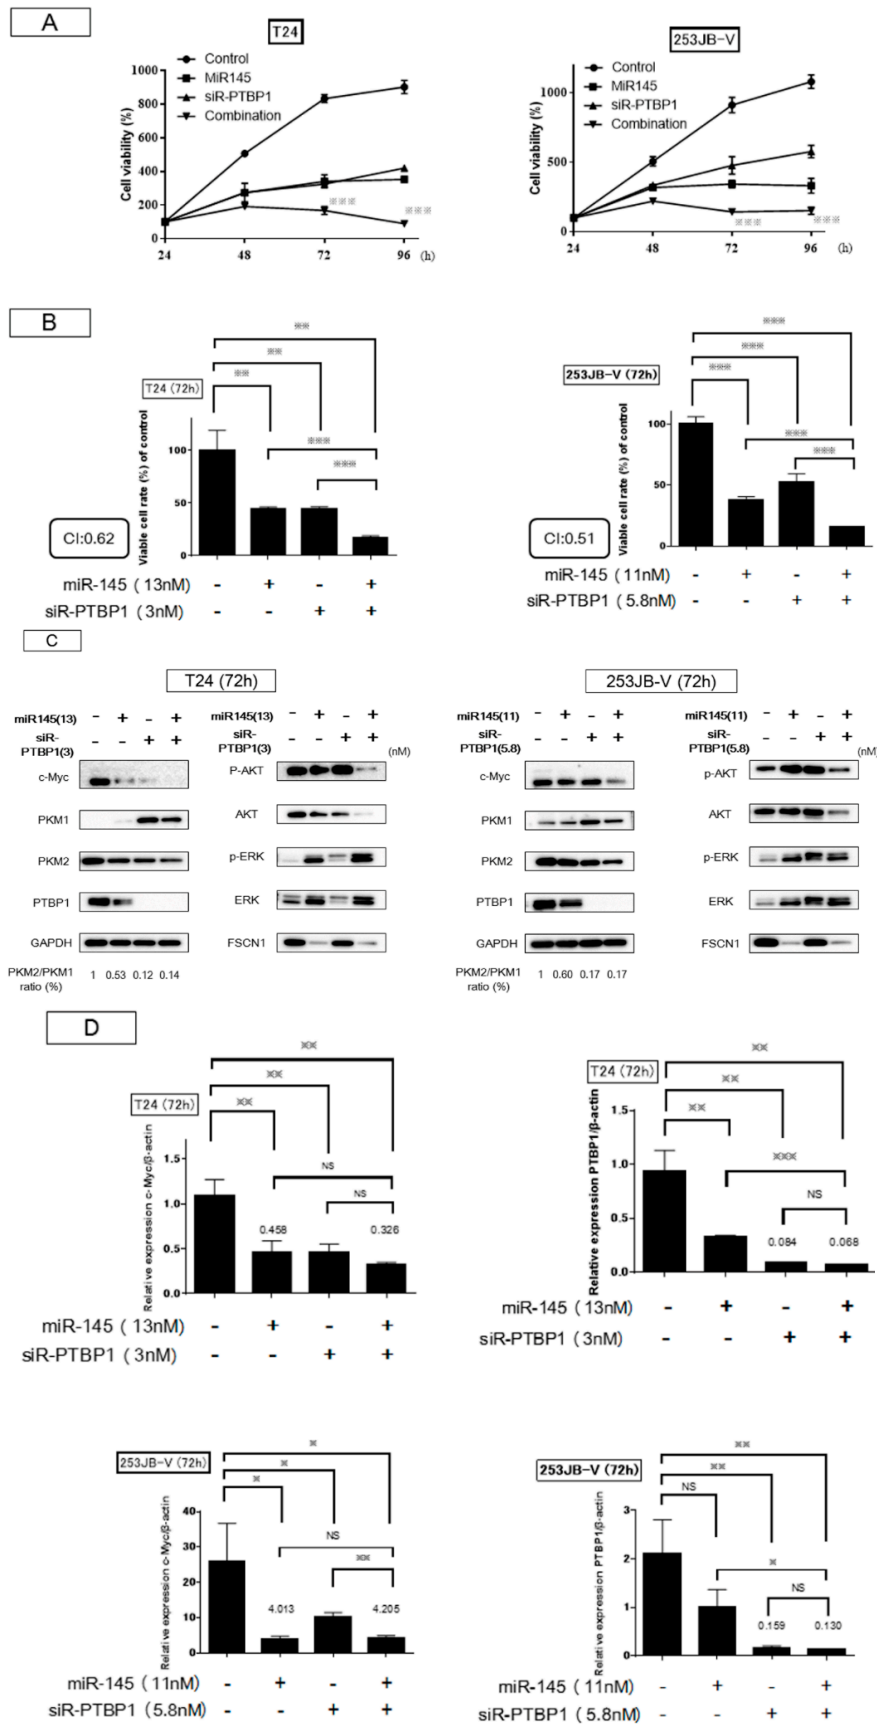 A
T24
253JB-V
Control
MiR145
siR-PTBP1
Combination
Control
MiR145
siR-PTBP1
Combination
Cell viability (%)
1000
800
600
400
200
0
※※※
※※※
24 48 72 96 (h)
Cell viability (%)
1000
500
0
※※※
※※※
24 48 72 96 (h)
B
※※
※※
※※
T24 (72h)
※※※
※※※
Viable cell rate (%) of control
100
50
0
CI:0.62
miR-145 ( 13nM) - + - +
siR-PTBP1 ( 3nM) - - + +
※※※
※※※
※※※
253JB-V (72h)
※※※
※※※
Viable cell rate (%) of control
100
50
0
CI:0.51
miR-145 ( 11nM) - + - +
siR-PTBP1 ( 5.8nM) - - + +
C
T24 (72h)
253JB-V (72h)
miR145(13) - + - +
siR-
PTBP1(3) - - + +
c-Myc
PKM1
PKM2
PTBP1
GAPDH
PKM2/PKM1
ratio (%) 1 0.53 0.12 0.14
miR145(13) - + - +
siR-
PTBP1(3) - - + +
(nM)
P-AKT
AKT
p-ERK
ERK
FSCN1
miR145(11) - + - +
siR-
PTBP1(5.8) - - + +
c-Myc
PKM1
PKM2
PTBP1
GAPDH
PKM2/PKM1
ratio (%) 1 0.60 0.17 0.17
miR145(11) - + - +
siR-
PTBP1(5.8) - - + +
(nM)
p-AKT
AKT
p-ERK
ERK
FSCN1
D
※※
※※
※※
T24 (72h)
NS
NS
Relative expression c-Myc/β-actin
1.5
1.0
0.5
0.0
0.458
0.326
miR-145 ( 13nM) - + - +
siR-PTBP1 ( 3nM) - - + +
※※
※※
※※
T24 (72h)
※※※
NS
Relative expression PTBP1/β-actin
1.5
1.0
0.5
0.0
0.084
0.068
miR-145 ( 13nM) - + - +
siR-PTBP1 ( 3nM) - - + +
※
※
※
253JB-V (72h)
NS
※※
Relative expression c-Myc/β-actin
40
30
20
10
0
4.013
4.205
miR-145 ( 11nM) - + - +
siR-PTBP1 ( 5.8nM) - - + +
※※
※※
NS
253JB-V (72h)
※
NS
Relative expression PTBP1/β-actin
3
2
1
0
0.159
0.130
miR-145 ( 11nM) - + - +
siR-PTBP1 ( 5.8nM) - - + +